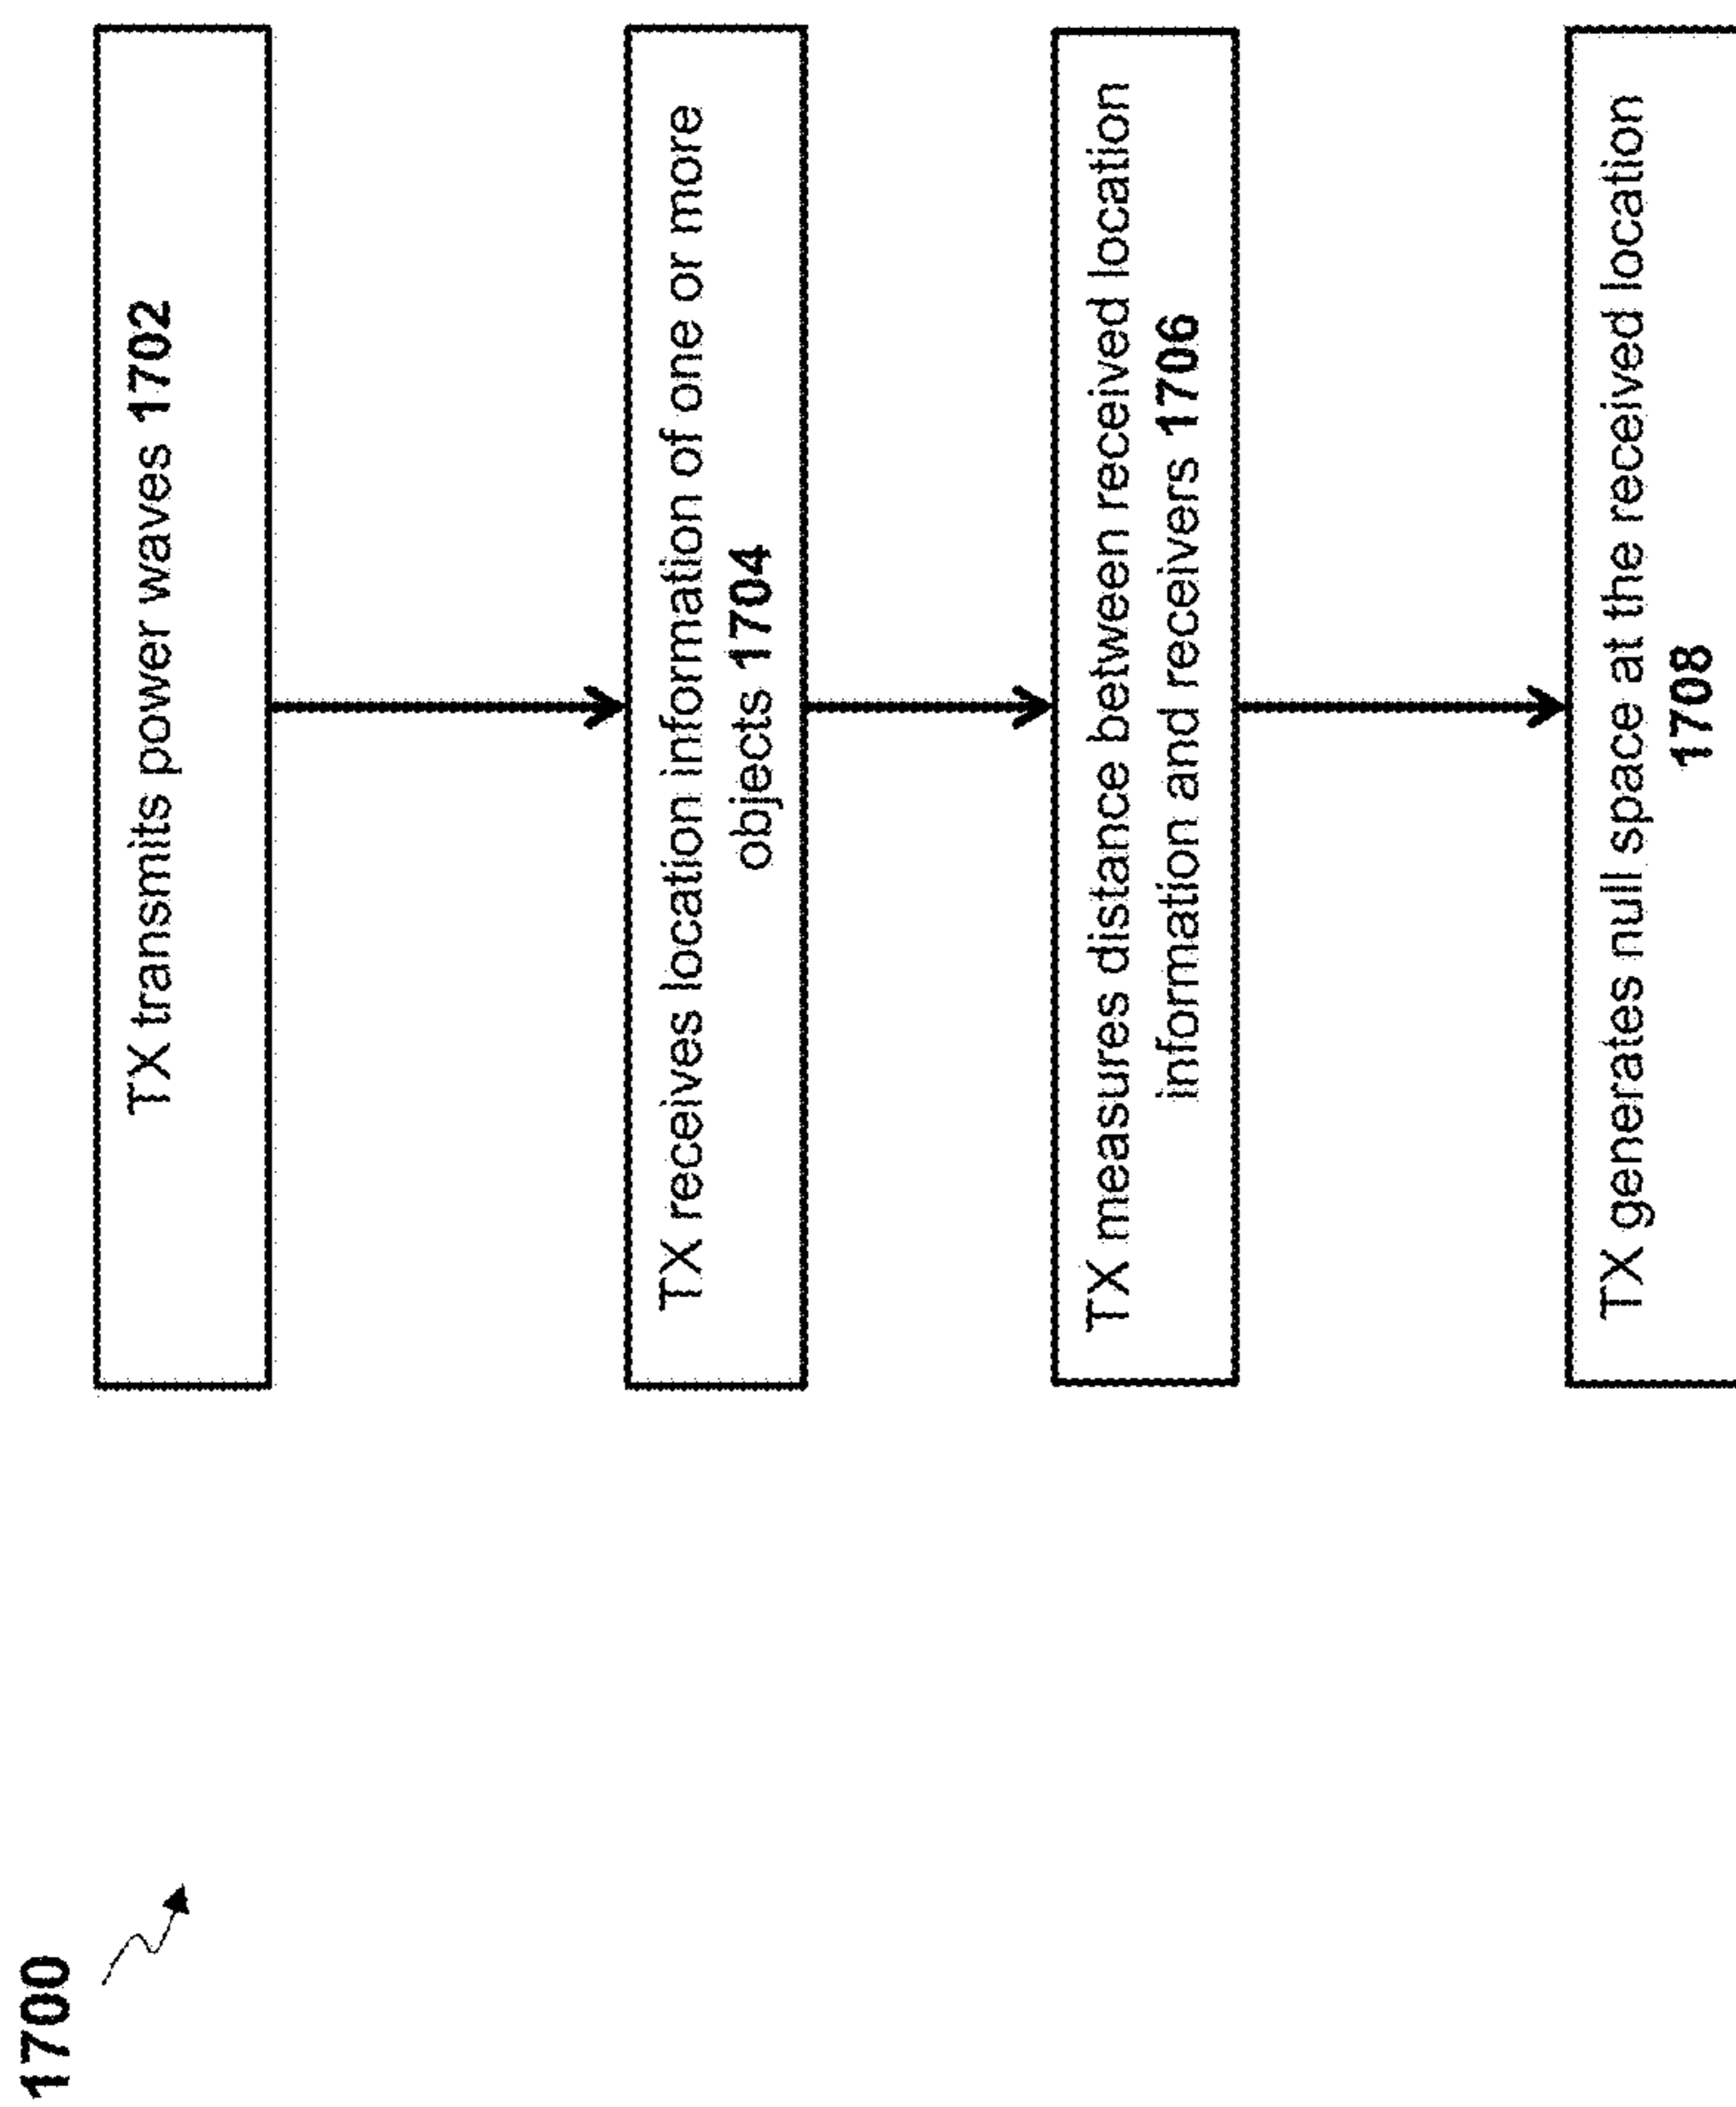 1700
TX transmits power waves 1702
TX receives location information of one or more
objects 1704
TX measures distance between received location
information and receivers 1706
TX generates null space at the received location
1708